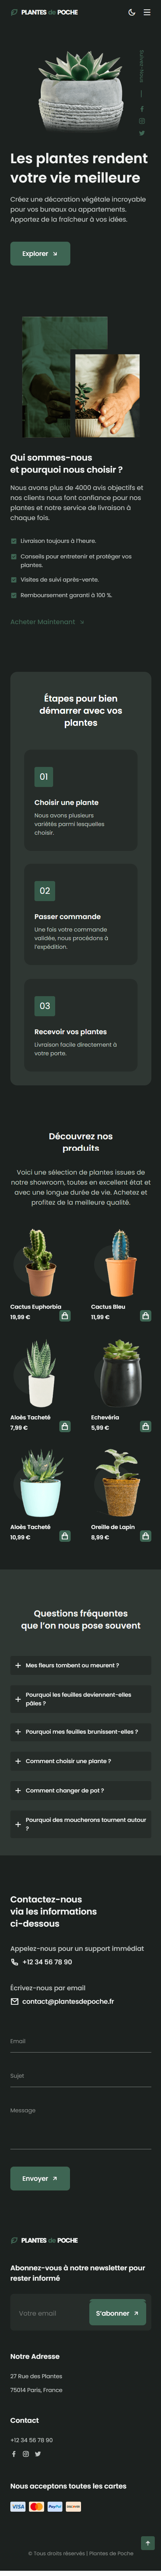 PLANTES de POCHE
Suivez-Nous
Les plantes rendent
votre vie meilleure
Créez une décoration végétale incroyable
pour vos bureaux ou appartements.
Apportez de la fraîcheur à vos idées.
Explorer
Qui sommes-nous
et pourquoi nous choisir ?
Nous avons plus de 4000 avis objectifs et
nos clients nous font confiance pour nos
plantes et notre service de livraison à
chaque fois.
Livraison toujours à l'heure.
Conseils pour entretenir et protéger vos
plantes.
Visites de suivi après-vente.
Remboursement garanti à 100 %.
Acheter Maintenant
Étapes pour bien
démarrer avec vos
plantes
01
Choisir une plante
Nous avons plusieurs
variétés parmi lesquelles
choisir.
02
Passer commande
Une fois votre commande
validée, nous procédons à
l'expédition.
03
Recevoir vos plantes
Livraison facile directement à
votre porte.
Découvrez nos
produits
Voici une sélection de plantes issues de
notre showroom, toutes en excellent état et
avec une longue durée de vie. Achetez et
profitez de la meilleure qualité.
Cactus Euphorbia
19,99 €
Cactus Bleu
11,99 €
Aloès Tacheté
7,99 €
Echevéria
5,99 €
Aloès Tacheté
10,99 €
Oreille de Lapin
8,99 €
Questions fréquentes
que l'on nous pose souvent
Mes fleurs tombent ou meurent ?
Pourquoi les feuilles deviennent-elles
pâles ?
Pourquoi mes feuilles brunissent-elles ?
Comment choisir une plante ?
Comment changer de pot ?
Pourquoi des moucherons tournent autour
?
Contactez-nous
via les informations
ci-dessous
Appelez-nous pour un support immédiat
+12 34 56 78 90
Écrivez-nous par email
contact@plantesdepoche.fr
Email
Sujet
Message
Envoyer
PLANTES de POCHE
Abonnez-vous à notre newsletter pour
rester informé
Votre email
S'abonner
Notre Adresse
27 Rue des Plantes
75014 Paris, France
Contact
+12 34 56 78 90
Nous acceptons toutes les cartes
VISA
PayPal
© Tous droits réservés | Plantes de Poche